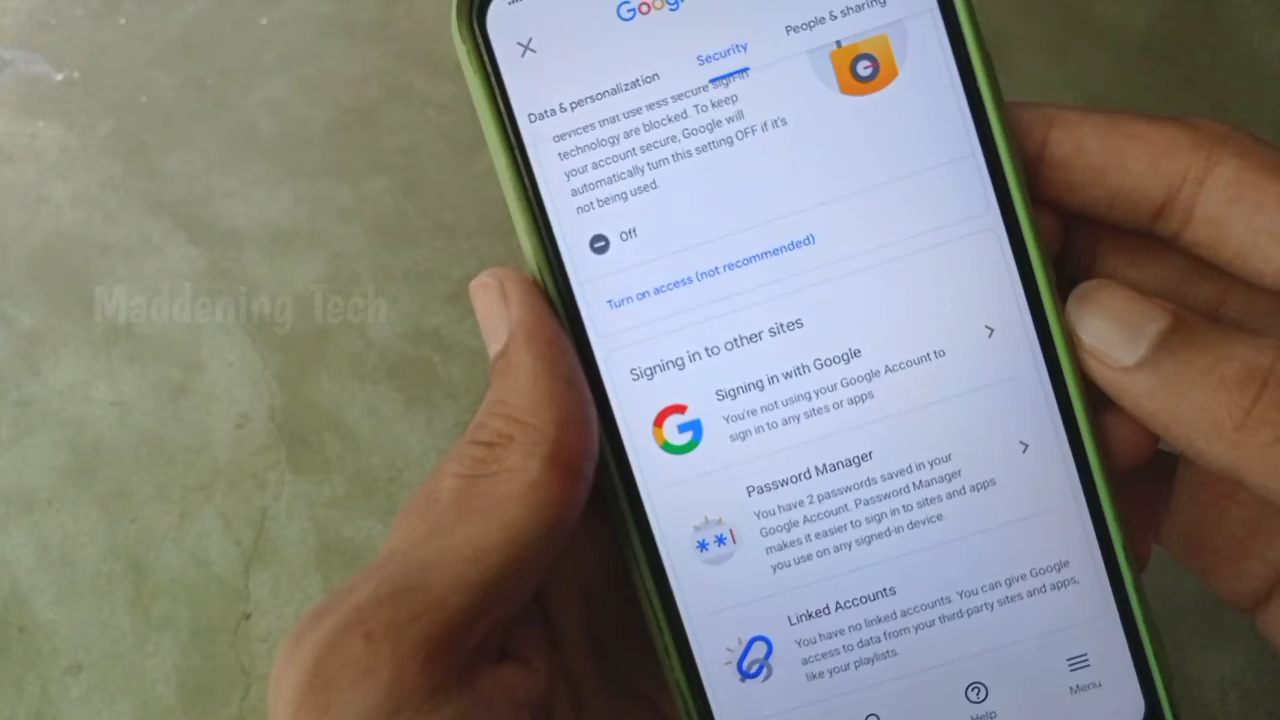 Google
Data & personalization
Security
People & sharing
devices that use less secure sign-in
technology are blocked. To keep
your account secure, Google will
automatically turn this setting OFF if it's
not being used.
Off
Turn on access (not recommended)
Signing in to other sites
Signing in with Google
You're not using your Google Account to
sign in to any sites or apps
Password Manager
You have 2 passwords saved in your
Google Account. Password Manager
makes it easier to sign in to sites and apps
you use on any signed-in device
Linked Accounts
You have no linked accounts. You can give Google
access to data from your third-party sites and apps,
like your playlists.
Help
Menu
Maddening Tech